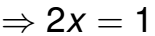 ⇒ 2x = 1